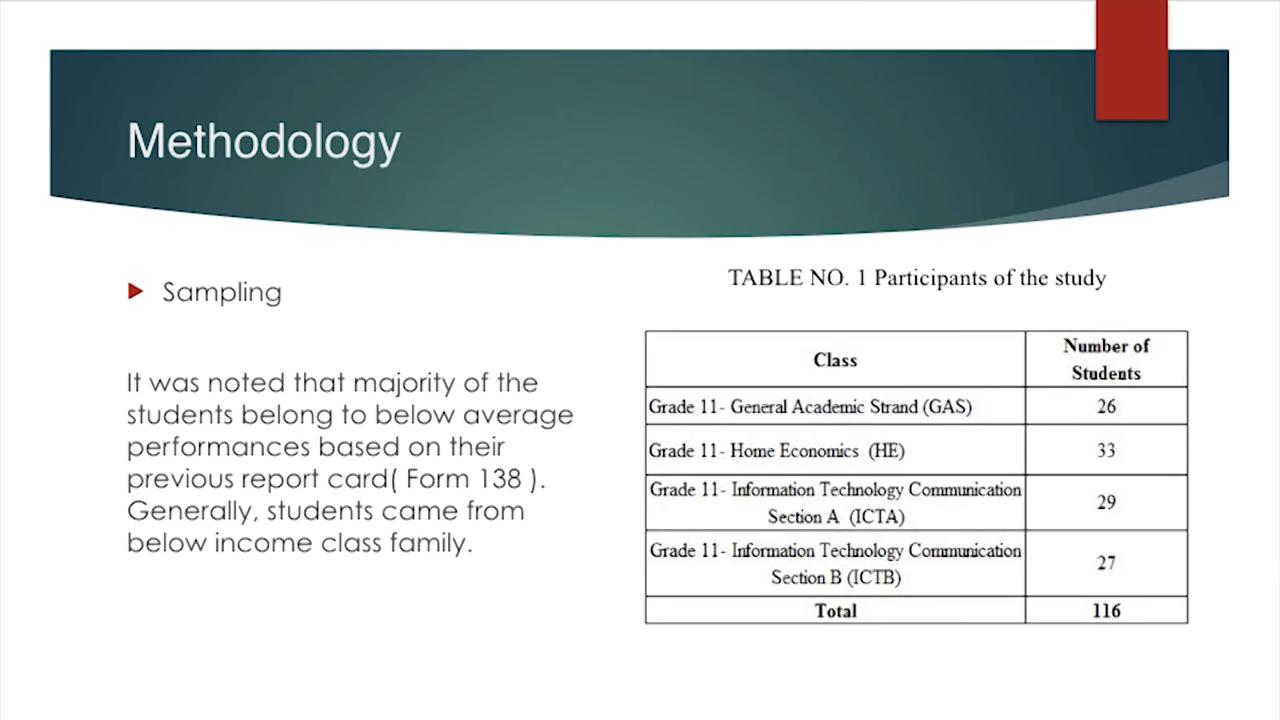 Methodology
Sampling
It was noted that majority of the
students belong to below average
performances based on their
previous report card( Form 138 ).
Generally, students came from
below income class family.
TABLE NO. 1 Participants of the study
Class
Number of
Students
Grade 11- General Academic Strand (GAS)
26
Grade 11- Home Economics (HE)
33
Grade 11- Information Technology Communication
Section A (ICTA)
29
Grade 11- Information Technology Communication
Section B (ICTB)
27
Total
116